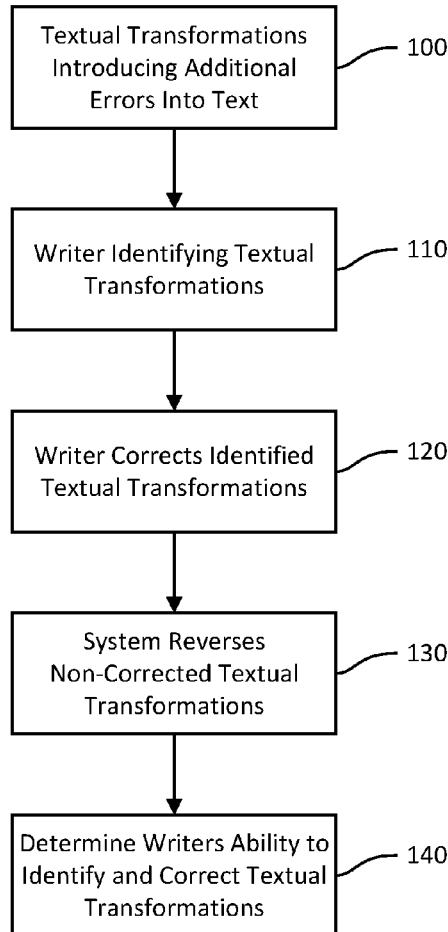 Textual Transformations
Introducing Additional
Errors Into Text
100
Writer Identifying Textual
Transformations
110
Writer Corrects Identified
Textual Transformations
120
System Reverses
Non-Corrected Textual
Transformations
130
Determine Writers Ability to
Identify and Correct Textual
Transformations
140